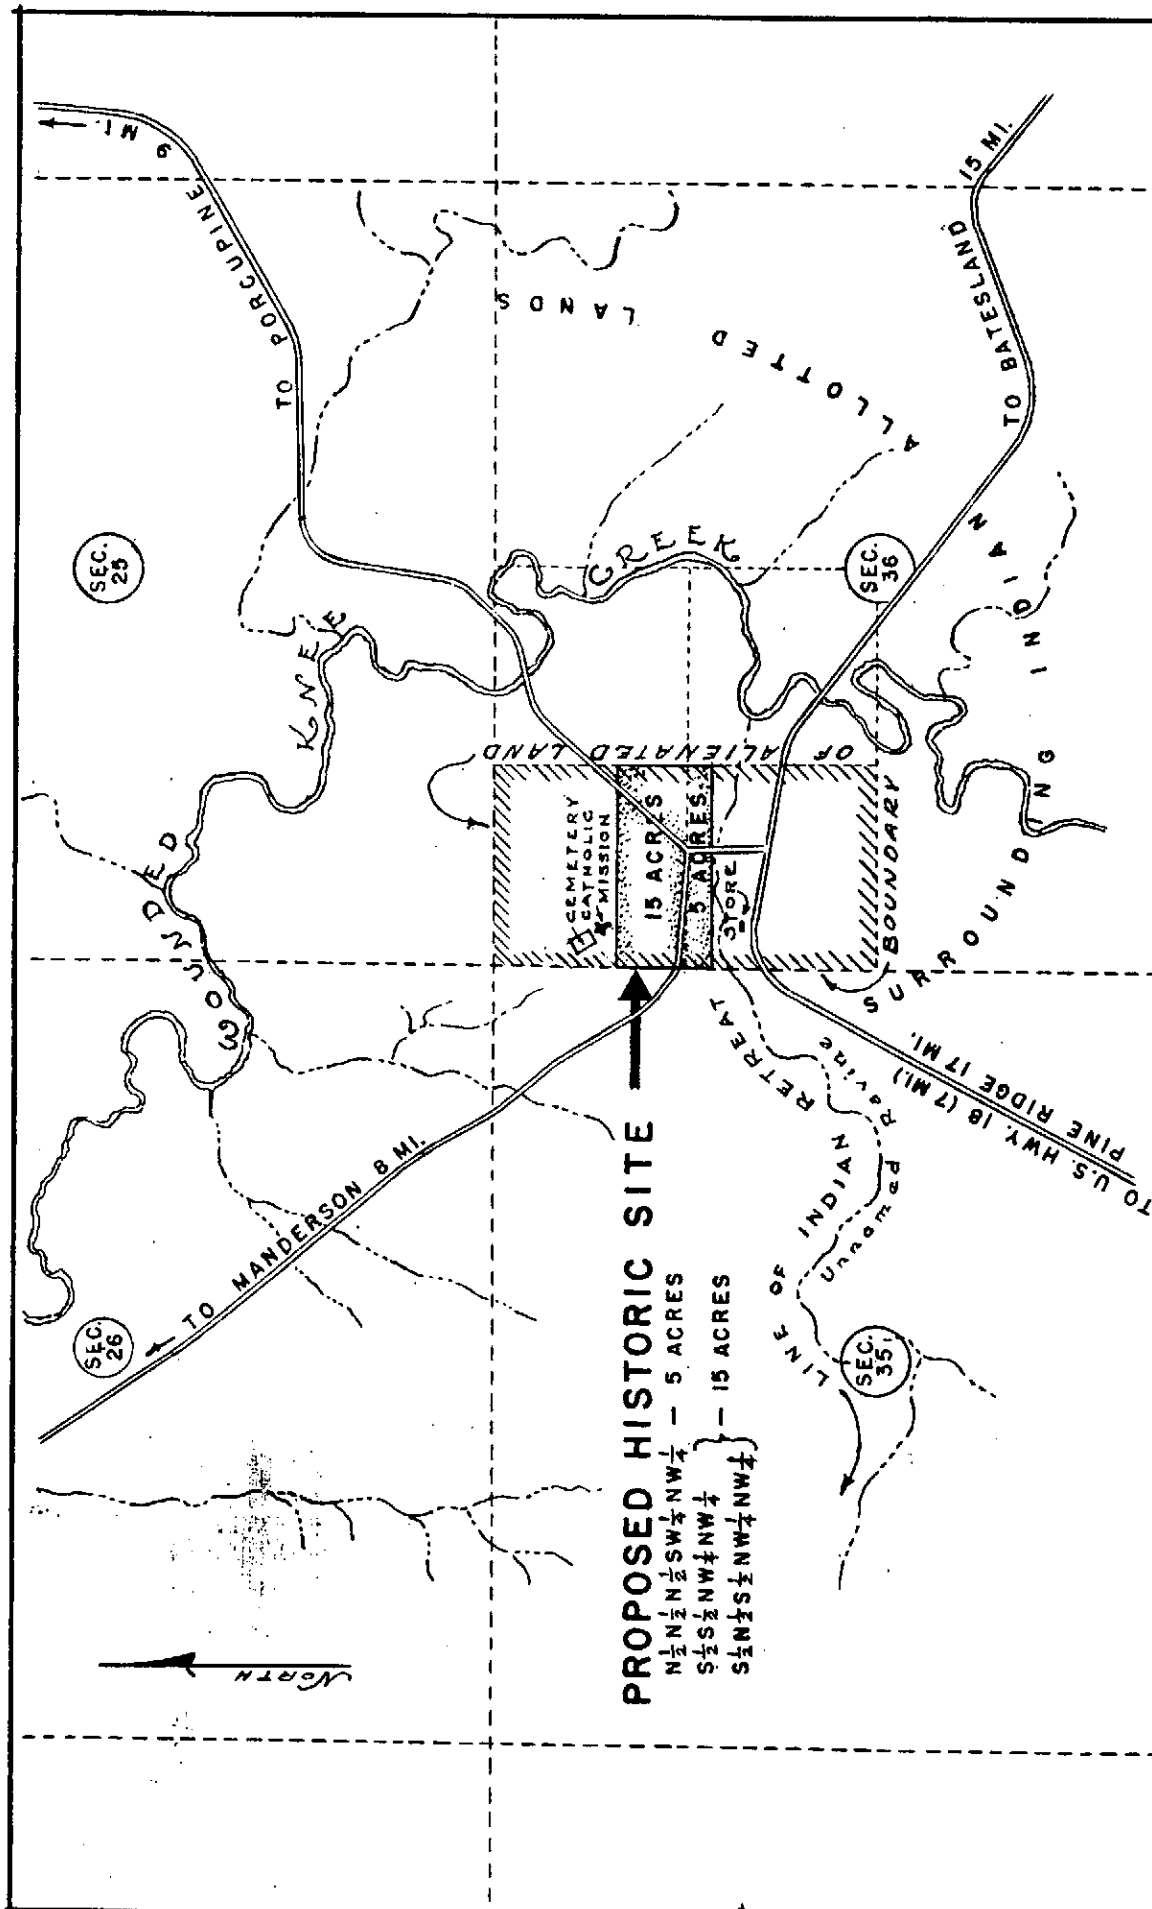 TO PORCUPINE 9 MI.
SEC. 25
WOUNDED KNEE CREEK
ALLOTTED LANDS
TO BATESLAND 15 MI.
SEC. 36
SURROUNDING INDIAN
BOUNDARY
OF ALIENATED LAND
CEMETERY
CATHOLIC
MISSION
15 ACRES
5 ACRES
STORE
LINE OF INDIAN RETREAT
Unnamed Ravine
TO U.S. HWY. 18 (7 MI.)
PINE RIDGE 17 MI.
TO MANDERSON 8 MI.
SEC. 26
SEC. 35
PROPOSED HISTORIC SITE
N½N½N½SW¼NW¼ — 5 ACRES
S½S½NW¼NW¼
S½N½S½NW¼NW¼ } — 15 ACRES
NORTH